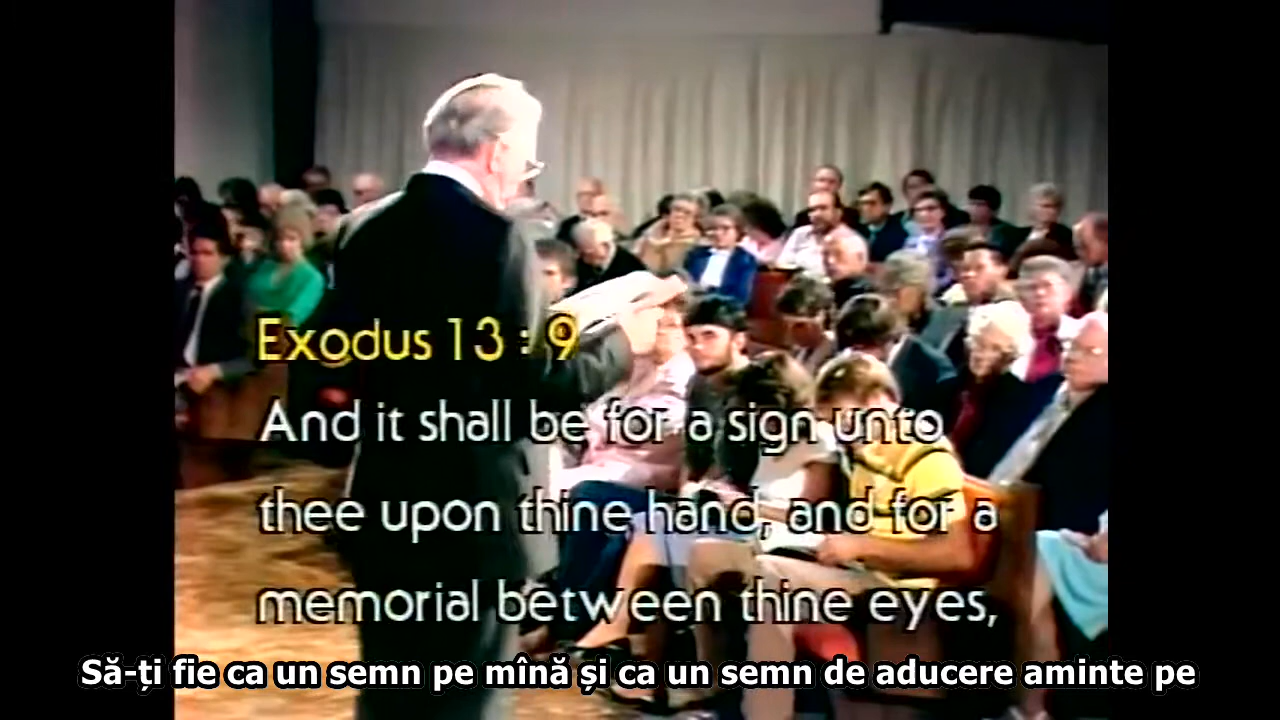 Exodus 13 : 9
And it shall be for a sign unto
thee upon thine hand, and for a
memorial between thine eyes,
Să-ți fie ca un semn pe mînă și ca un semn de aducere aminte pe